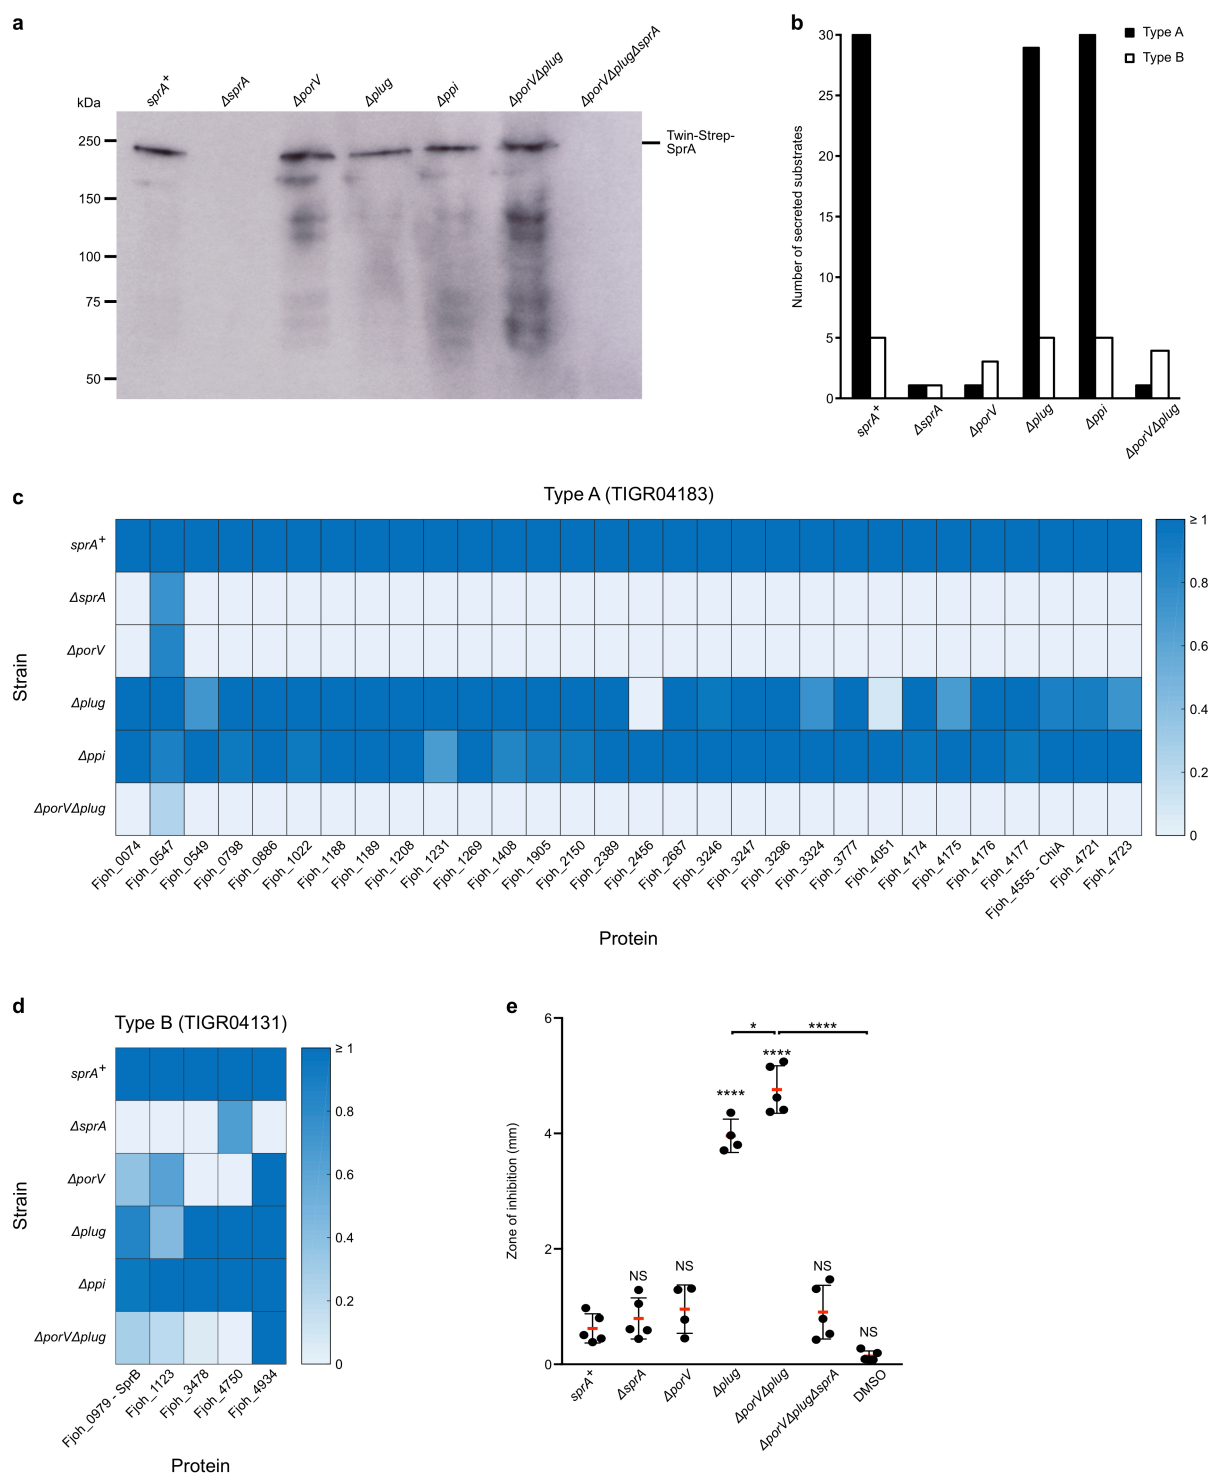 a
kDa
sprA+
ΔsprA
ΔporV
Δplug
Δppi
ΔporVΔplug
ΔporVΔplugΔsprA
250
150
100
75
50
Twin-Strep-
SprA
b
Type A
Type B
Number of secreted substrates
30
25
20
15
10
5
0
sprA+
ΔsprA
ΔporV
Δplug
Δppi
ΔporVΔplug
c
Type A (TIGR04183)
Strain
sprA+
ΔsprA
ΔporV
Δplug
Δppi
ΔporVΔplug
≥ 1
0.8
0.6
0.4
0.2
0
Fjoh_0074
Fjoh_0547
Fjoh_0549
Fjoh_0798
Fjoh_0886
Fjoh_1022
Fjoh_1188
Fjoh_1189
Fjoh_1208
Fjoh_1231
Fjoh_1269
Fjoh_1408
Fjoh_1905
Fjoh_2150
Fjoh_2389
Fjoh_2456
Fjoh_2687
Fjoh_3246
Fjoh_3247
Fjoh_3296
Fjoh_3324
Fjoh_3777
Fjoh_4051
Fjoh_4174
Fjoh_4175
Fjoh_4176
Fjoh_4177
Fjoh_4555 - ChiA
Fjoh_4721
Fjoh_4723
Protein
d
Type B (TIGR04131)
Strain
sprA+
ΔsprA
ΔporV
Δplug
Δppi
ΔporVΔplug
≥ 1
0.8
0.6
0.4
0.2
0
Fjoh_0979 - SprB
Fjoh_1123
Fjoh_3478
Fjoh_4750
Fjoh_4934
Protein
e
Zone of inhibition (mm)
6
4
2
0
* ****
****
****
NS
NS
NS
NS
sprA+
ΔsprA
ΔporV
Δplug
ΔporVΔplug
ΔporVΔplugΔsprA
DMSO